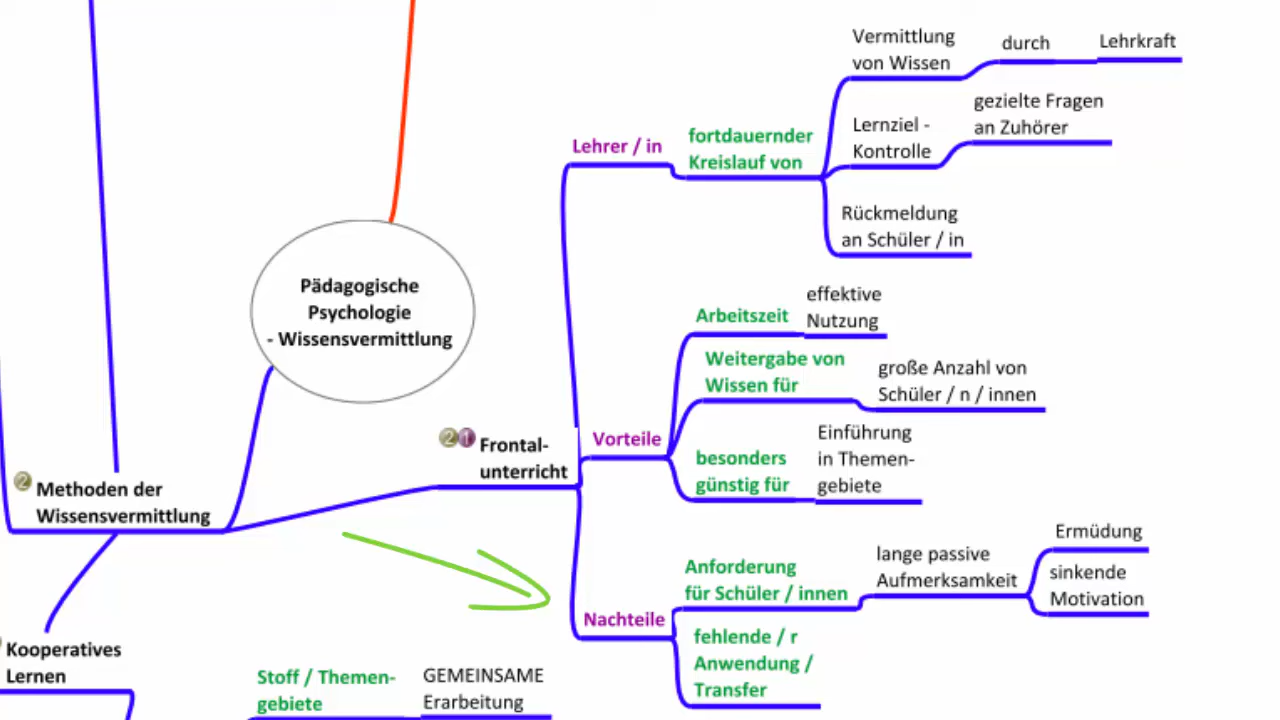 Pädagogische
Psychologie
- Wissensvermittlung
2
Methoden der
Wissensvermittlung
2 1
Frontal-
unterricht
Lehrer / in
fortdauernder
Kreislauf von
Vermittlung
von Wissen
durch
Lehrkraft
Lernziel -
Kontrolle
gezielte Fragen
an Zuhörer
Rückmeldung
an Schüler / in
Vorteile
Arbeitszeit
effektive
Nutzung
Weitergabe von
Wissen für
große Anzahl von
Schüler / n / innen
besonders
günstig für
Einführung
in Themen-
gebiete
Nachteile
Anforderung
für Schüler / innen
lange passive
Aufmerksamkeit
Ermüdung
sinkende
Motivation
fehlende / r
Anwendung /
Transfer
Kooperatives
Lernen
Stoff / Themen-
gebiete
GEMEINSAME
Erarbeitung